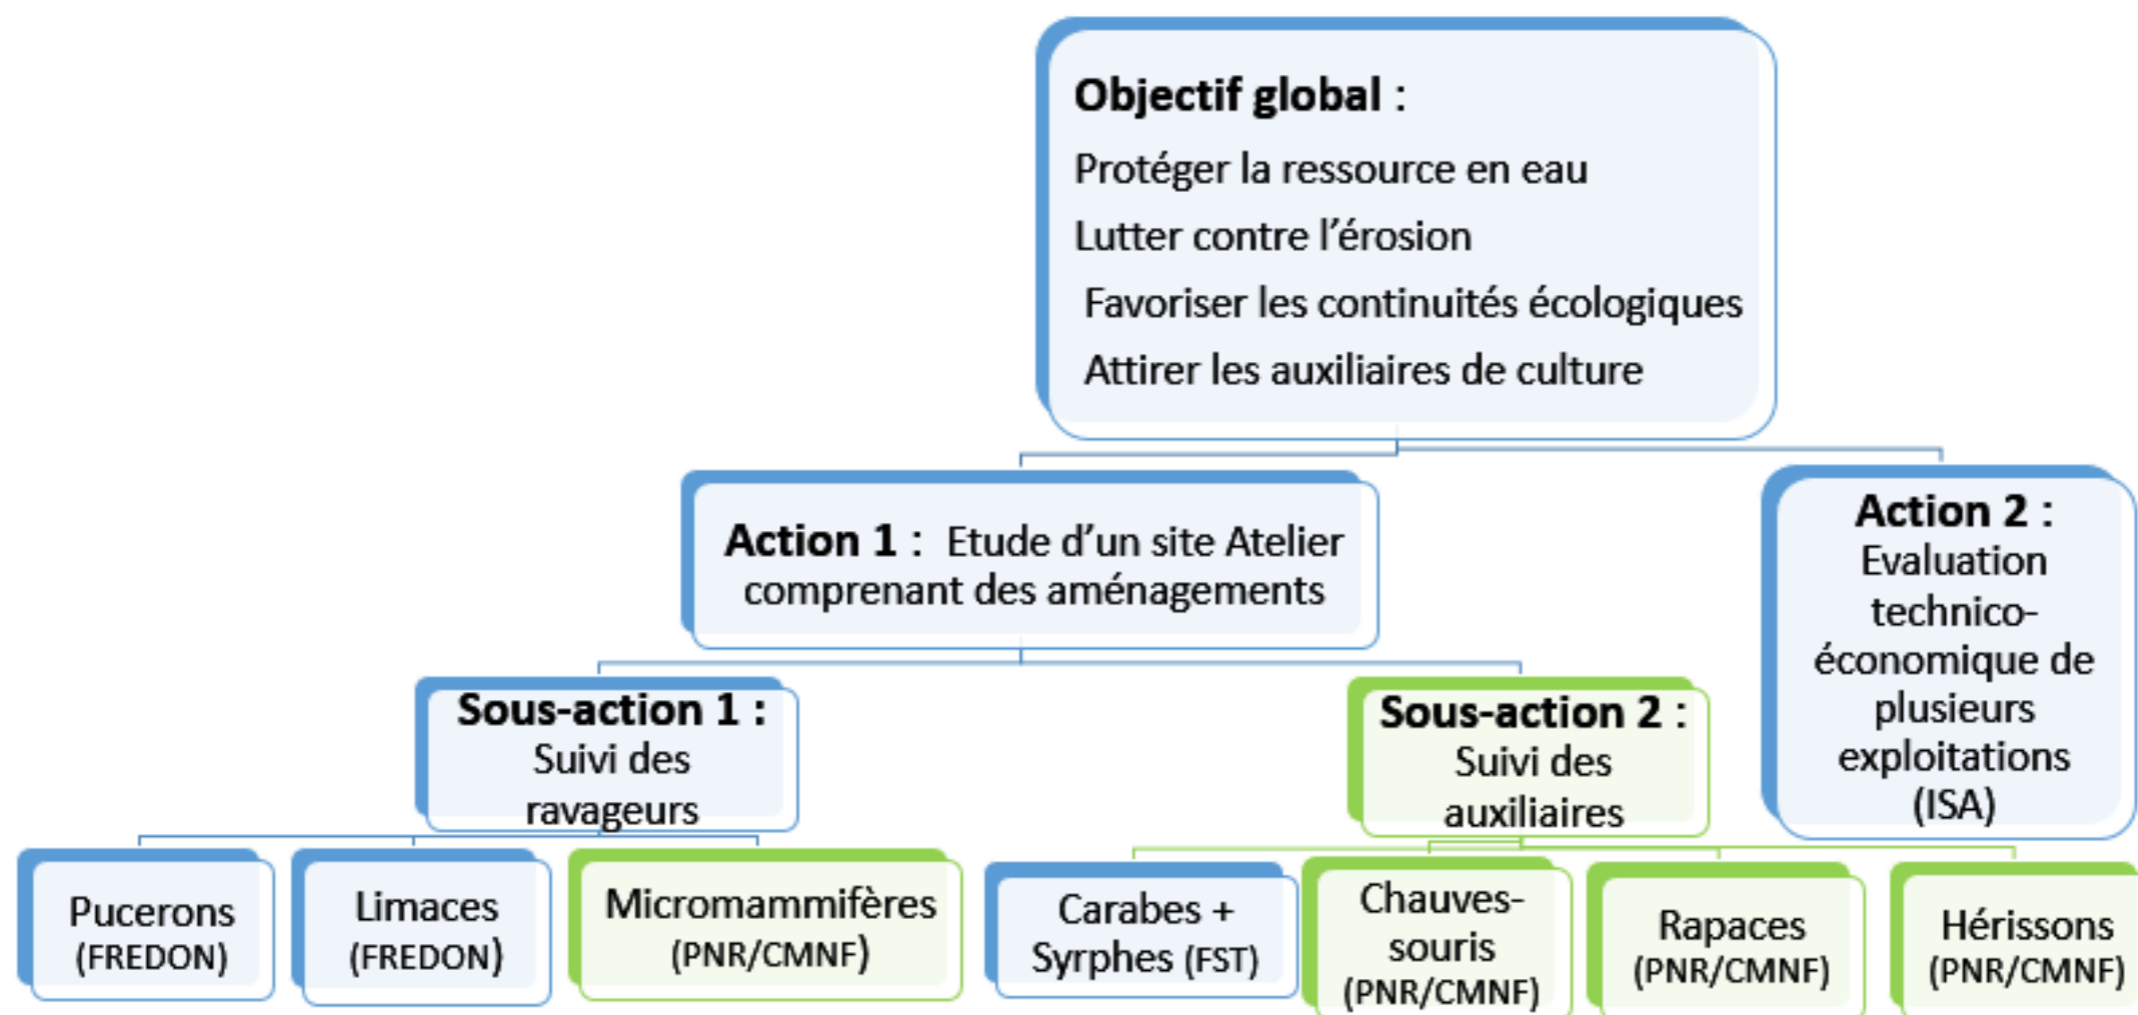 Objectif global :
Protéger la ressource en eau
Lutter contre l’érosion
Favoriser les continuités écologiques
Attirer les auxiliaires de culture
Action 1 : Etude d’un site Atelier
comprenant des aménagements
Action 2 :
Evaluation
technico-
économique de
plusieurs
exploitations
(ISA)
Sous-action 1 :
Suivi des
ravageurs
Sous-action 2 :
Suivi des
auxiliaires
Pucerons
(FREDON)
Limaces
(FREDON)
Micromammifères
(PNR/CMNF)
Carabes +
Syrphes (FST)
Chauves-
souris
(PNR/CMNF)
Rapaces
(PNR/CMNF)
Hérissons
(PNR/CMNF)